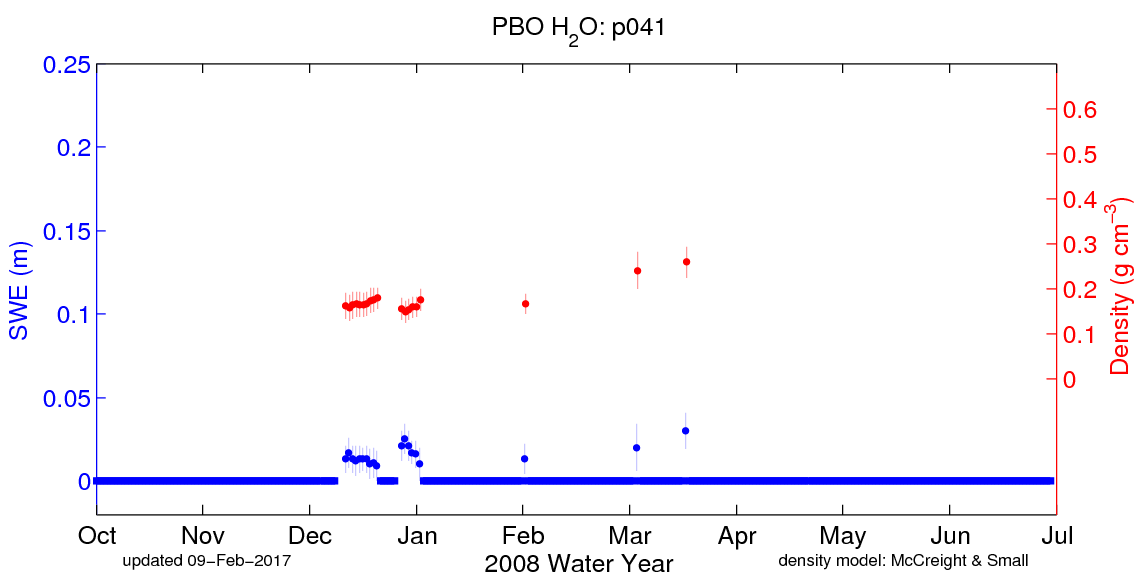 PBO H₂O: p041
0.25
0.2
0.15
0.1
0.05
0
SWE (m)
0.6
0.5
0.4
0.3
0.2
0.1
0
Density (g cm⁻³)
Oct Nov Dec Jan Feb Mar Apr May Jun Jul
updated 09−Feb−2017
2008 Water Year
density model: McCreight & Small